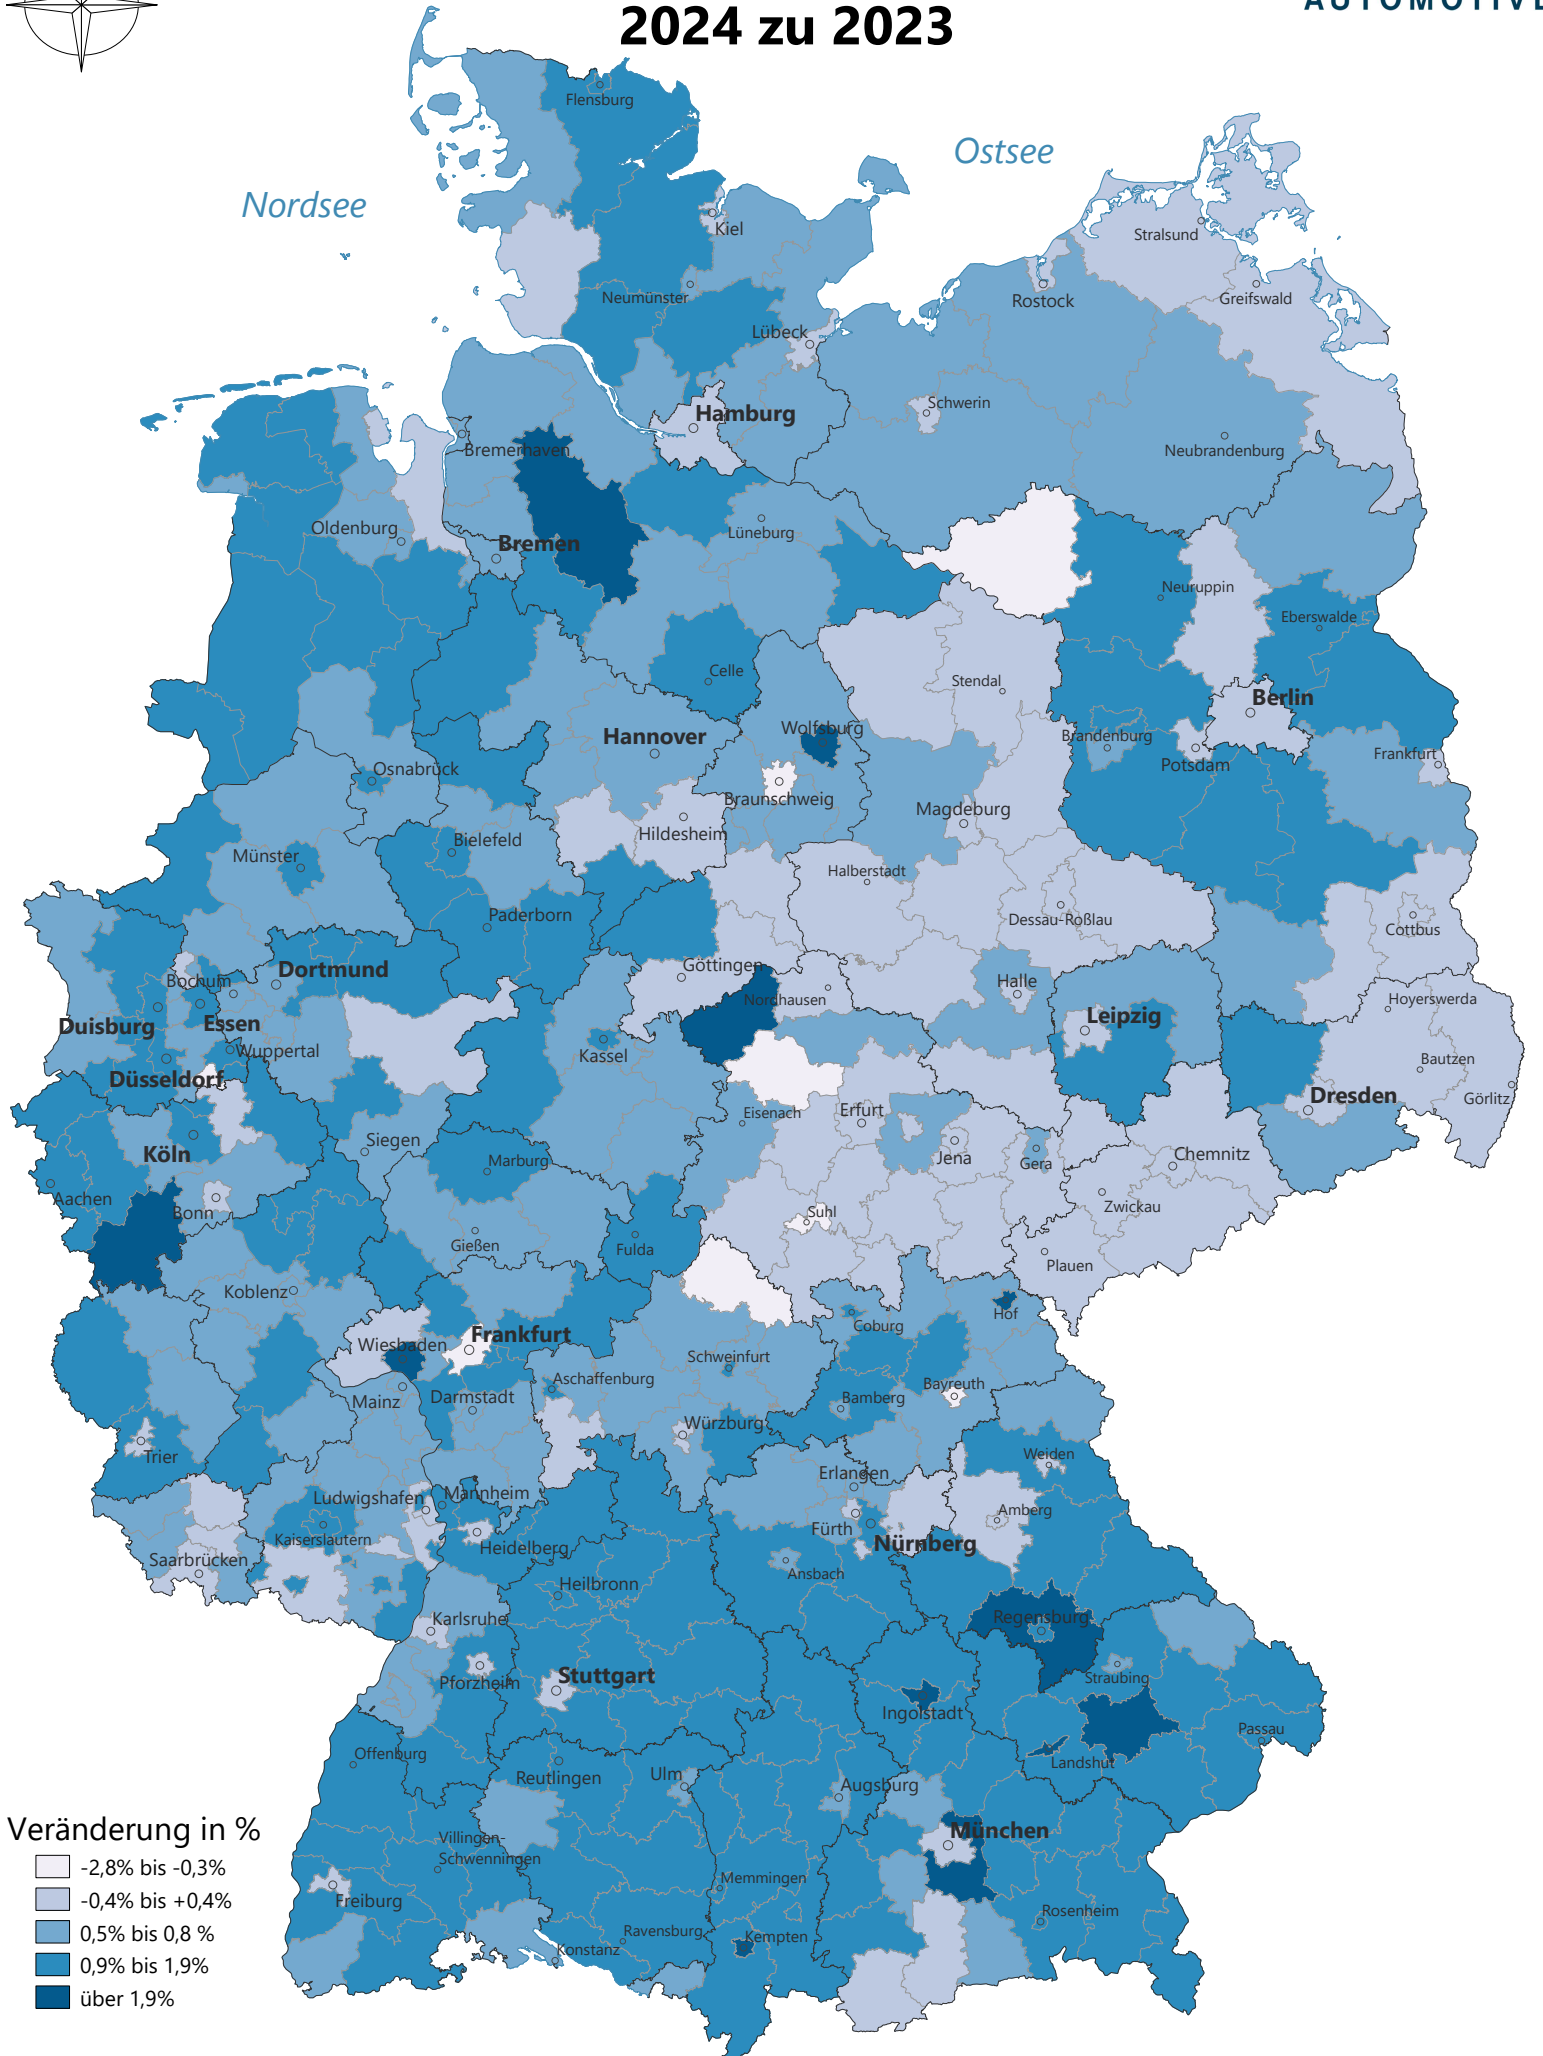 AUTOMOTIVE
2024 zu 2023
Ostsee
Nordsee
Flensburg
Kiel
Stralsund
Neumünster
Rostock
Greifswald
Lübeck
Schwerin
Hamburg
Bremerhaven
Neubrandenburg
Oldenburg
Lüneburg
Bremen
Neuruppin
Eberswalde
Celle
Stendal
Berlin
Wolfsburg
Hannover
Brandenburg
Potsdam
Frankfurt
Osnabrück
Braunschweig
Magdeburg
Hildesheim
Bielefeld
Münster
Halberstadt
Paderborn
Dessau-Roßlau
Cottbus
Dortmund
Göttingen
Bochum
Halle
Nordhausen
Hoyerswerda
Leipzig
Duisburg
Essen
Wuppertal
Kassel
Bautzen
Düsseldorf
Dresden
Görlitz
Eisenach
Erfurt
Siegen
Köln
Jena
Gera
Chemnitz
Marburg
Aachen
Zwickau
Bonn
Suhl
Gießen
Fulda
Plauen
Koblenz
Hof
Coburg
Frankfurt
Wiesbaden
Schweinfurt
Aschaffenburg
Bayreuth
Mainz
Darmstadt
Bamberg
Würzburg
Trier
Weiden
Erlangen
Ludwigshafen
Mannheim
Amberg
Kaiserslautern
Fürth
Nürnberg
Heidelberg
Saarbrücken
Ansbach
Heilbronn
Karlsruhe
Regensburg
Stuttgart
Pforzheim
Straubing
Ingolstadt
Passau
Offenburg
Landshut
Reutlingen
Ulm
Augsburg
Veränderung in %
München
Villingen-
Schwenningen
-2,8% bis -0,3%
Memmingen
-0,4% bis +0,4%
Freiburg
Rosenheim
0,5% bis 0,8 %
Ravensburg
Kempten
Konstanz
0,9% bis 1,9%
über 1,9%